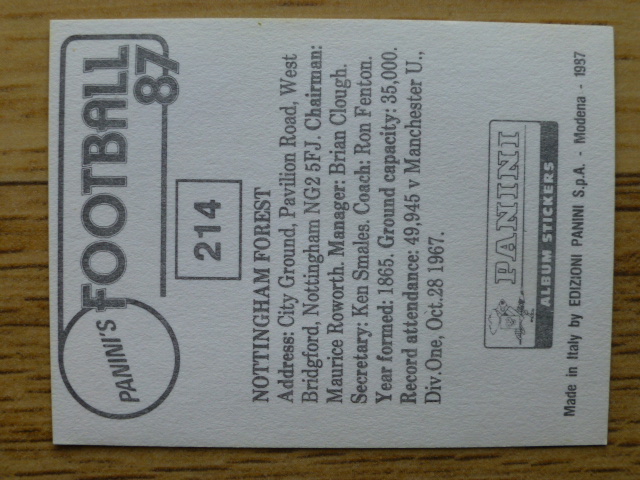 PANINI'S FOOTBALL
87
214
NOTTINGHAM FOREST
Address: City Ground, Pavilion Road, West
Bridgford, Nottingham NG2 5FJ. Chairman:
Maurice Roworth. Manager: Brian Clough.
Secretary: Ken Smales. Coach: Ron Fenton.
Year formed: 1865. Ground capacity: 35,000.
Record attendance: 49,945 v Manchester U.,
Div.One, Oct.28 1967.
PANINI
ALBUM STICKERS
Made in Italy by EDIZIONI PANINI S.p.A. - Modena - 1987